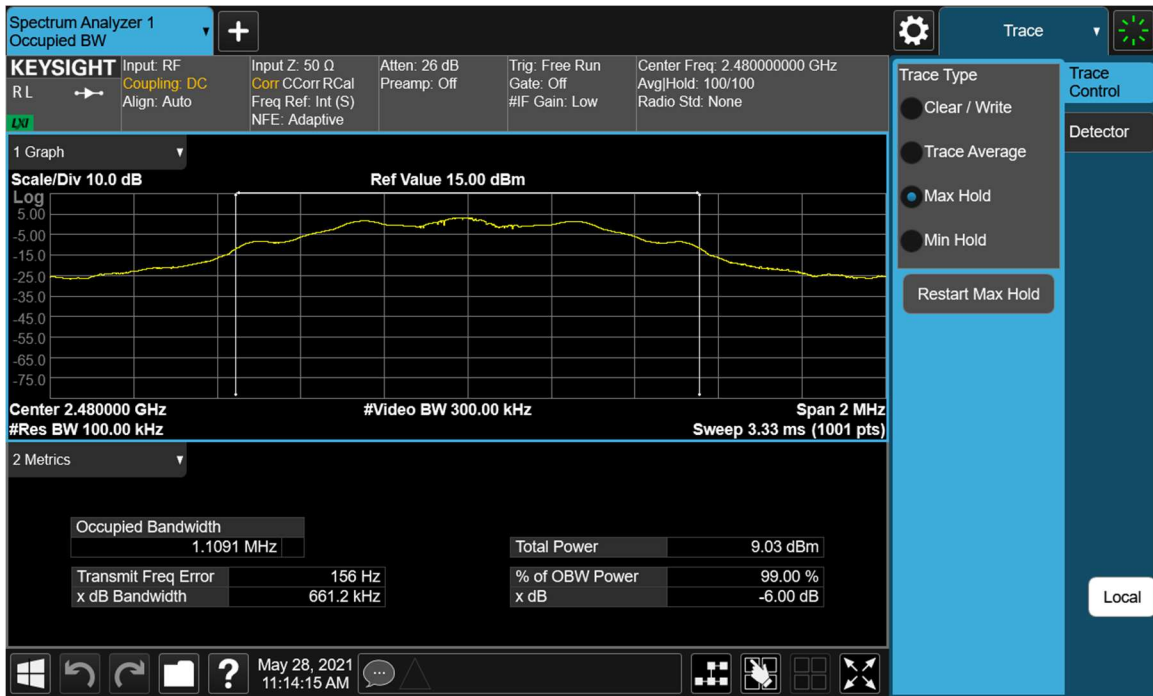 Spectrum Analyzer 1
Occupied BW
+
Trace
KEYSIGHT
R L
LXI
Input: RF
Coupling: DC
Align: Auto
Input Z: 50 Ω
Corr CCorr RCal
Freq Ref: Int (S)
NFE: Adaptive
Atten: 26 dB
Preamp: Off
Trig: Free Run
Gate: Off
#IF Gain: Low
Center Freq: 2.480000000 GHz
Avg|Hold: 100/100
Radio Std: None
1 Graph
Scale/Div 10.0 dB
Ref Value 15.00 dBm
Log
5.00
-5.00
-15.0
-25.0
-35.0
-45.0
-55.0
-65.0
-75.0
Center 2.480000 GHz
#Video BW 300.00 kHz
Span 2 MHz
#Res BW 100.00 kHz
Sweep 3.33 ms (1001 pts)
2 Metrics
Occupied Bandwidth
1.1091 MHz
Total Power 9.03 dBm
Transmit Freq Error 156 Hz
% of OBW Power 99.00 %
x dB Bandwidth 661.2 kHz
x dB -6.00 dB
Trace Type
Clear / Write
Trace Average
Max Hold
Min Hold
Restart Max Hold
Trace
Control
Detector
Local
?
May 28, 2021
11:14:15 AM